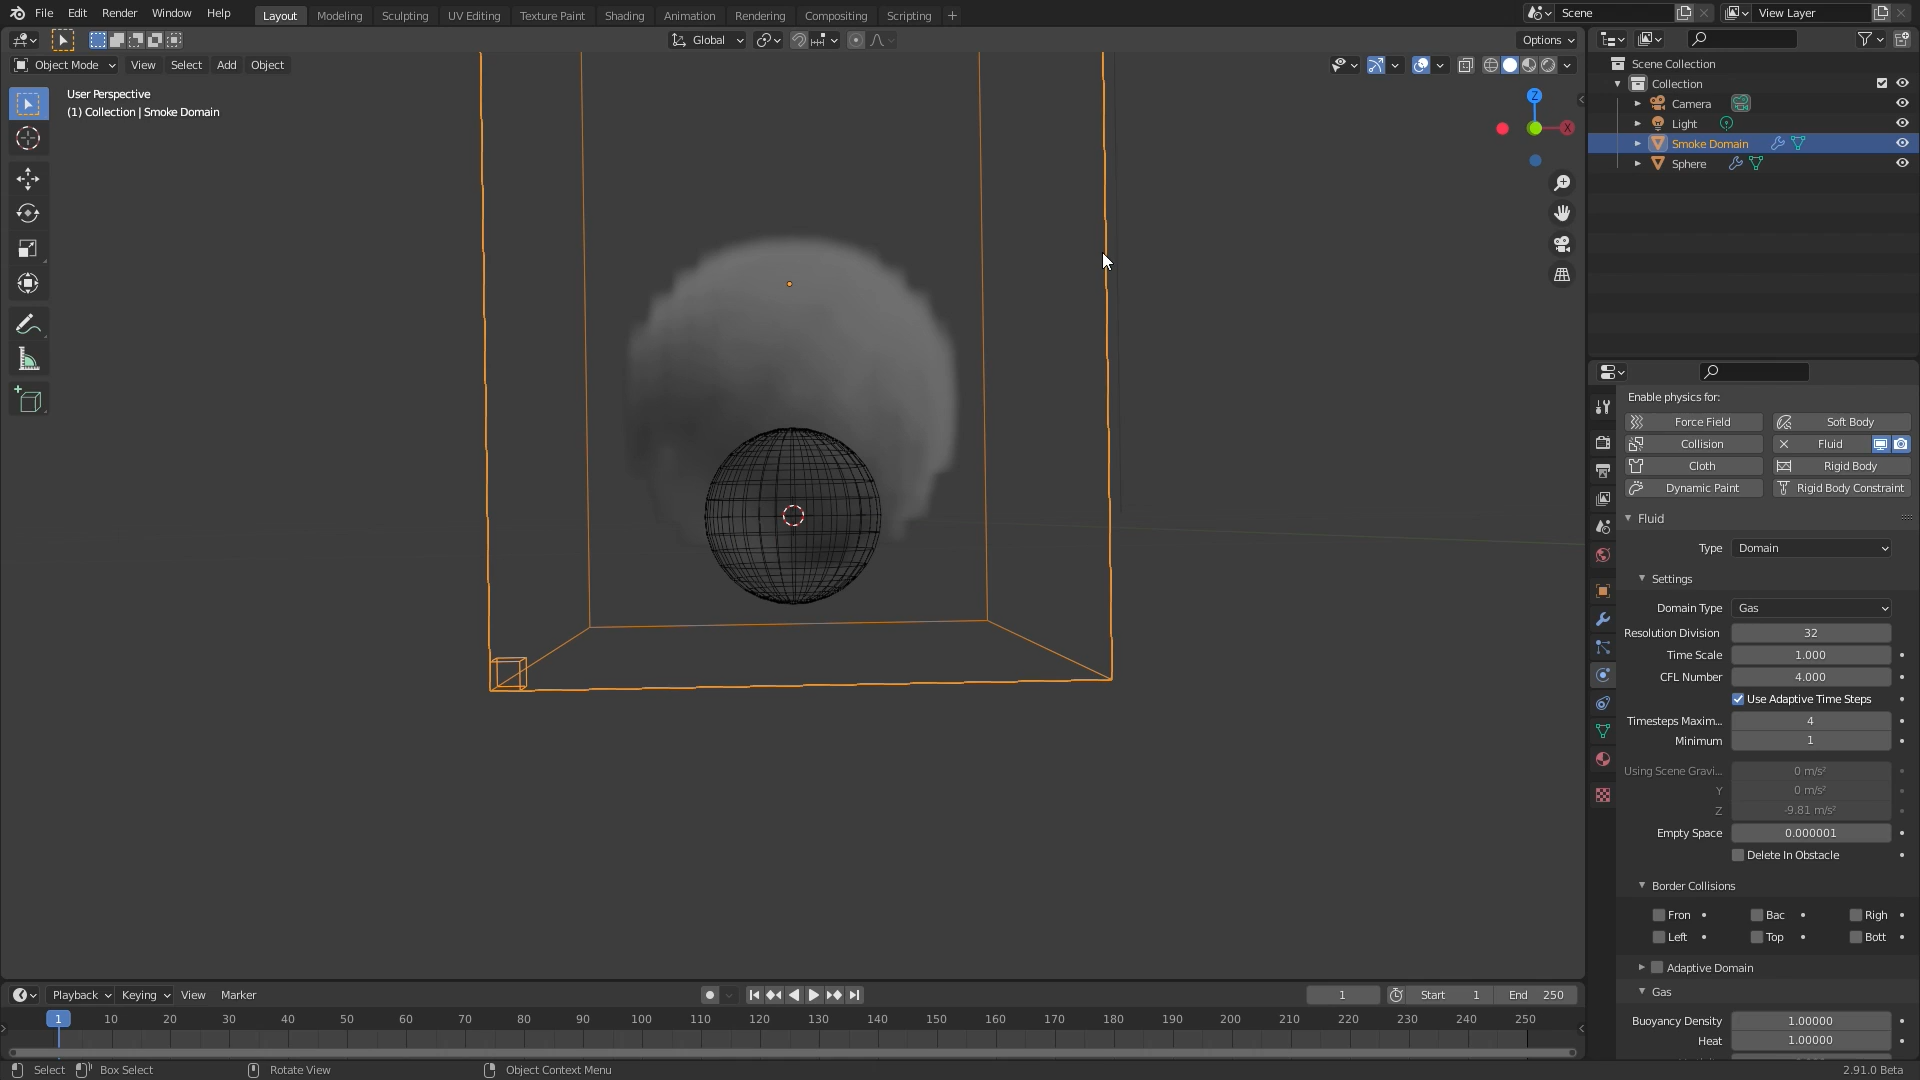 File Edit Render Window Help Layout Modeling Sculpting UV Editing Texture Paint Shading Animation Rendering Compositing Scripting + Scene View Layer
Global Options
Object Mode View Select Add Object
User Perspective
(1) Collection | Smoke Domain
Z
X
Scene Collection
Collection
Camera
Light
Smoke Domain
Sphere
Enable physics for:
Force Field Soft Body
Collision Fluid
Cloth Rigid Body
Dynamic Paint Rigid Body Constraint
Fluid
Type Domain
Settings
Domain Type Gas
Resolution Division 32
Time Scale 1.000
CFL Number 4.000
Use Adaptive Time Steps
Timesteps Maxim... 4
Minimum 1
Using Scene Gravi... 0 m/s²
Y 0 m/s²
Z -9.81 m/s²
Empty Space 0.000001
Delete In Obstacle
Border Collisions
Fron Bac Righ
Left Top Bott
Adaptive Domain
Gas
Buoyancy Density 1.00000
Heat 1.00000
Playback Keying View Marker 1 Start 1 End 250
1 10 20 30 40 50 60 70 80 90 100 110 120 130 140 150 160 170 180 190 200 210 220 230 240 250
Select Box Select Rotate View Object Context Menu 2.91.0 Beta